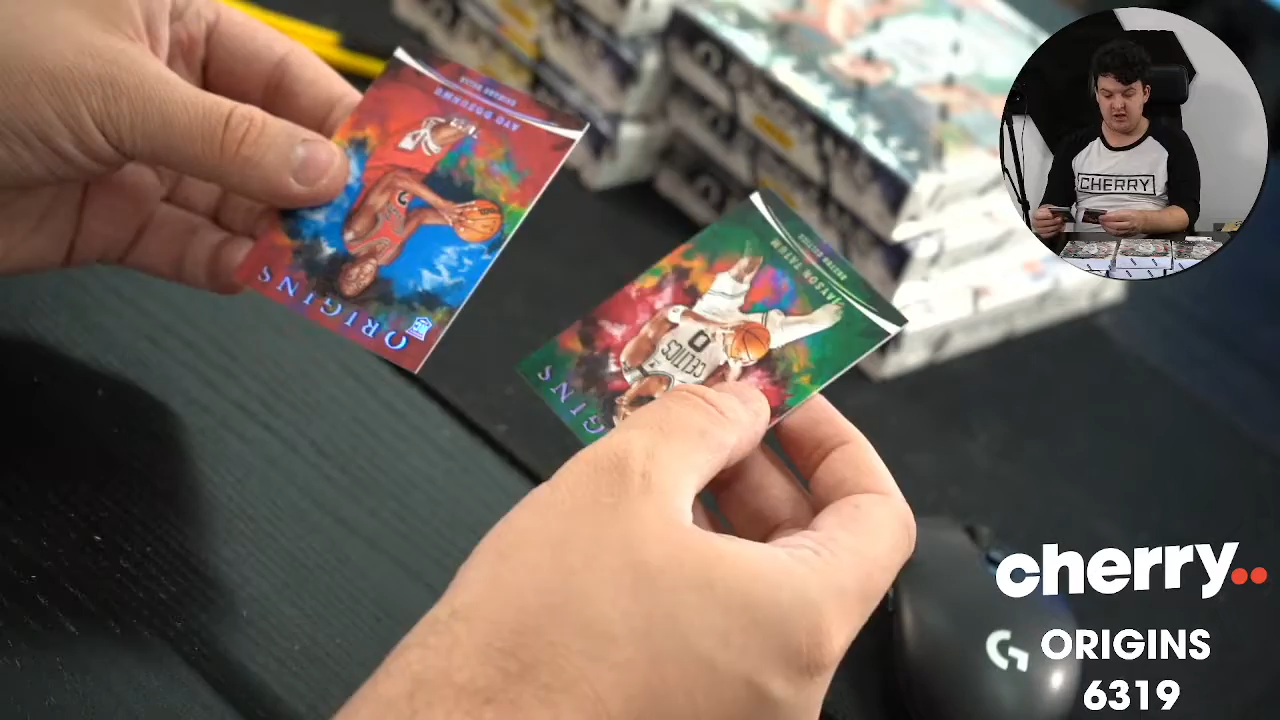 CHICAGO BULLS
AYO DOSUNMU
ORIGINS
BOSTON CELTICS
JAYSON TATUM
CELTICS
0
GINS
CHERRY
cherry..
ORIGINS
6319